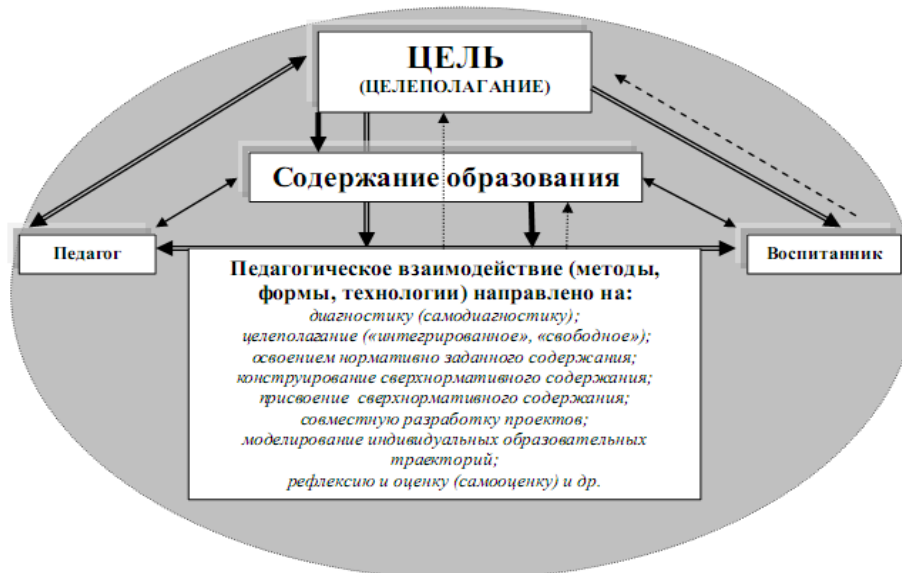 ЦЕЛЬ
(ЦЕЛЕПОЛАГАНИЕ)
Содержание образования
Педагог
Воспитанник
Педагогическое взаимодействие (методы,
формы, технологии) направлено на:
диагностику (самодиагностику);
целеполагание («интегрированное», «свободное»);
освоением нормативно заданного содержания;
конструирование сверхнормативного содержания;
присвоение сверхнормативного содержания;
совместную разработку проектов;
моделирование индивидуальных образовательных
траекторий;
рефлексию и оценку (самооценку) и др.